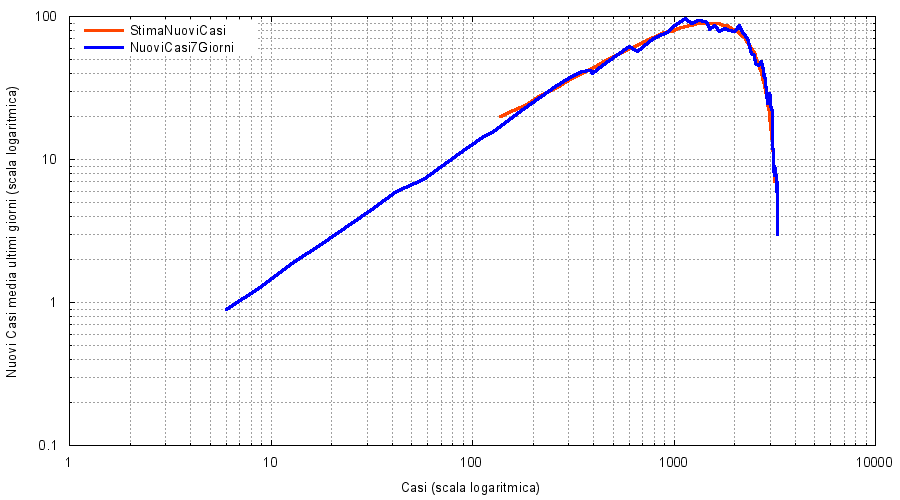 100
StimaNuoviCasi
NuoviCasi7Giorni
10
1
0.1
Nuovi Casi media ultimi giorni (scala logaritmica)
1 10 100 1000 10000
Casi (scala logaritmica)